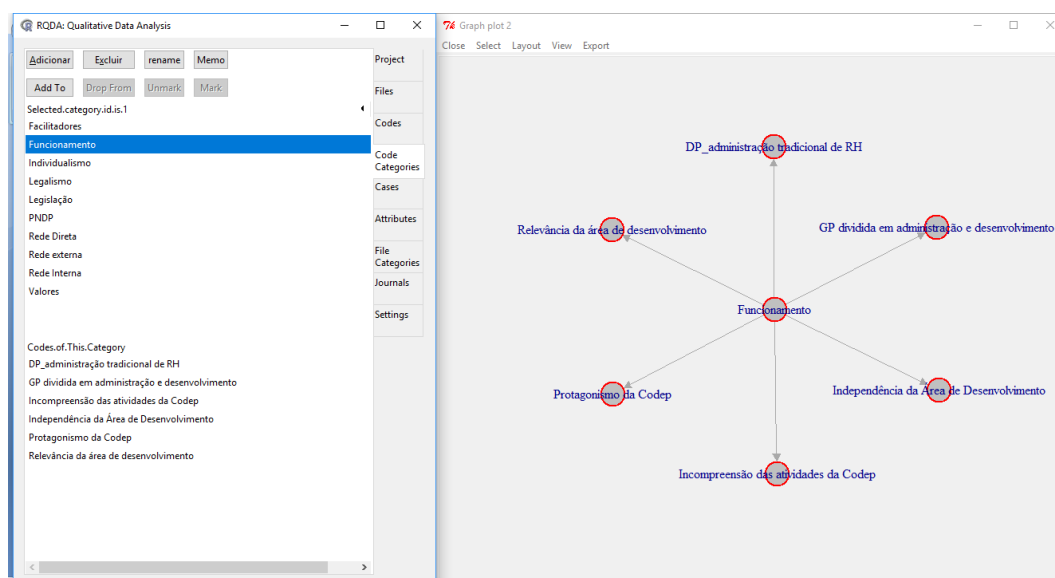 RQDA: Qualitative Data Analysis
Adicionar Excluir rename Memo
Add To Drop From Unmark Mark
Selected.category.id.is.1
Facilitadores
Funcionamento
Individualismo
Legalismo
Legislação
PNDP
Rede Direta
Rede externa
Rede Interna
Valores
Codes.of.This.Category
DP_administração tradicional de RH
GP dividida em administração e desenvolvimento
Incompreensão das atividades da Codep
Independência da Área de Desenvolvimento
Protagonismo da Codep
Relevância da área de desenvolvimento
Project
Files
Codes
Code
Categories
Cases
Attributes
File
Categories
Journals
Settings
Graph plot 2
Close Select Layout View Export
DP_administração tradicional de RH
Relevância da área de desenvolvimento
GP dividida em administração e desenvolvimento
Funcionamento
Protagonismo da Codep
Independência da Área de Desenvolvimento
Incompreensão das atividades da Codep